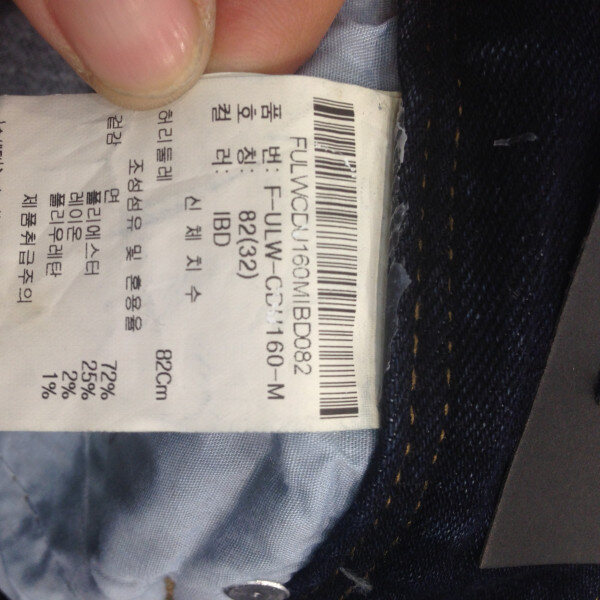 FULWCDU160MIBD082
품 번: F-ULW-CDU160-M
호 칭: 82(32)
컬 러: IBD
신 체 치 수
허리둘레 82Cm
조성섬유 및 혼용율
겉감 면 72%
폴리에스터 25%
레이온 2%
폴리우레탄 1%
제품취급주의